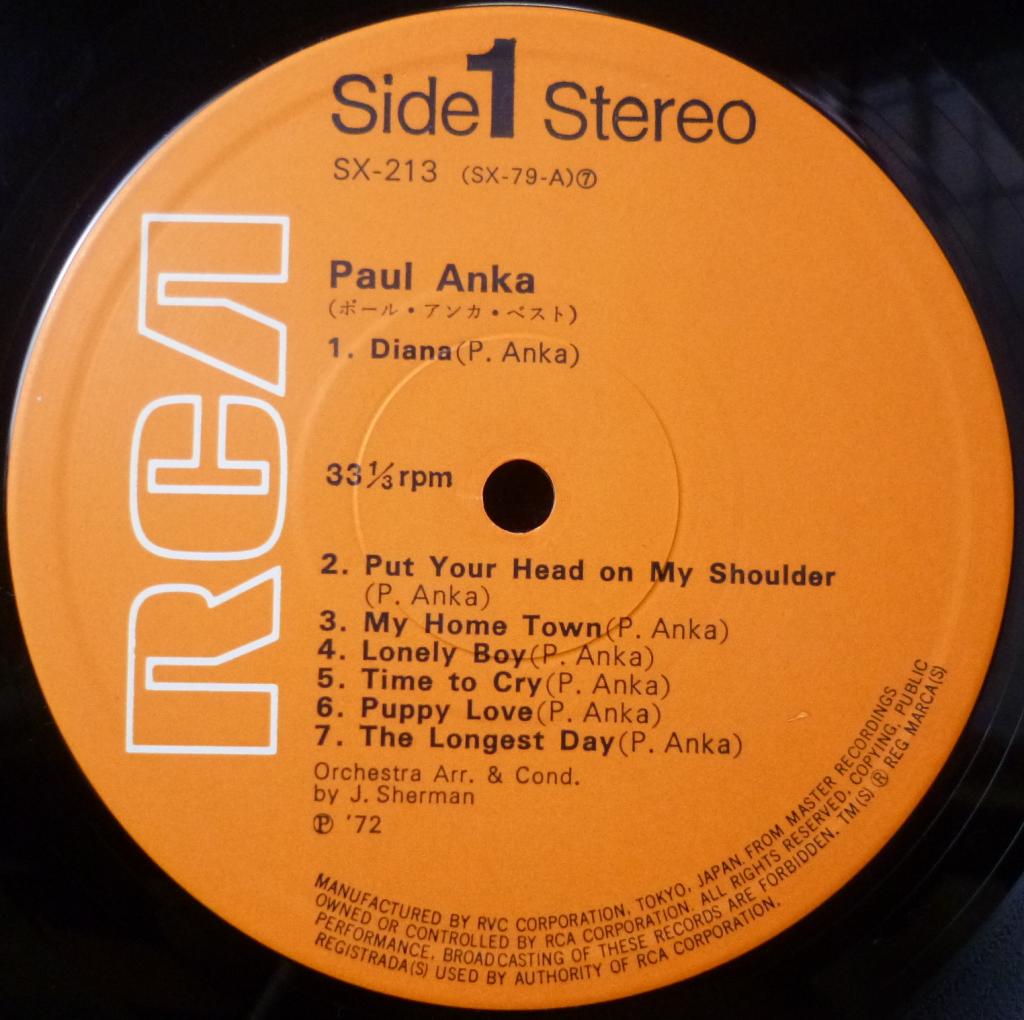 Side 1 Stereo
SX-213 (SX-79-A)⑦
RCA
Paul Anka
(ポール・アンカ・ベスト)
1. Diana (P. Anka)
33⅓ rpm
2. Put Your Head on My Shoulder
(P. Anka)
3. My Home Town (P. Anka)
4. Lonely Boy (P. Anka)
5. Time to Cry (P. Anka)
6. Puppy Love (P. Anka)
7. The Longest Day (P. Anka)
Orchestra Arr. & Cond.
by J. Sherman
℗ '72
MANUFACTURED BY RVC CORPORATION, TOKYO, JAPAN. FROM MASTER RECORDINGS
OWNED OR CONTROLLED BY RCA CORPORATION. ALL RIGHTS RESERVED. COPYING, PUBLIC
PERFORMANCE, BROADCASTING OF THESE RECORDS ARE FORBIDDEN. TM(S) ® REG MARCA(S)
REGISTRADA(S) USED BY AUTHORITY OF RCA CORPORATION.